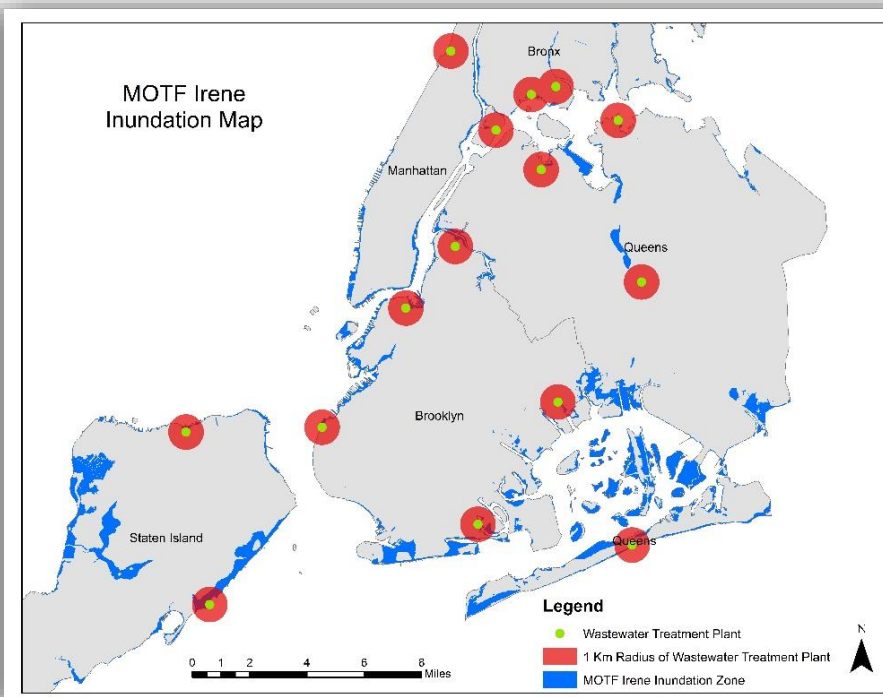 MOTF Irene
Inundation Map
Bronx
Manhattan
Queens
Brooklyn
Staten Island
Queens
Legend
Wastewater Treatment Plant
1 Km Radius of Wastewater Treatment Plant
MOTF Irene Inundation Zone
N
0 1 2 4 6 8
Miles